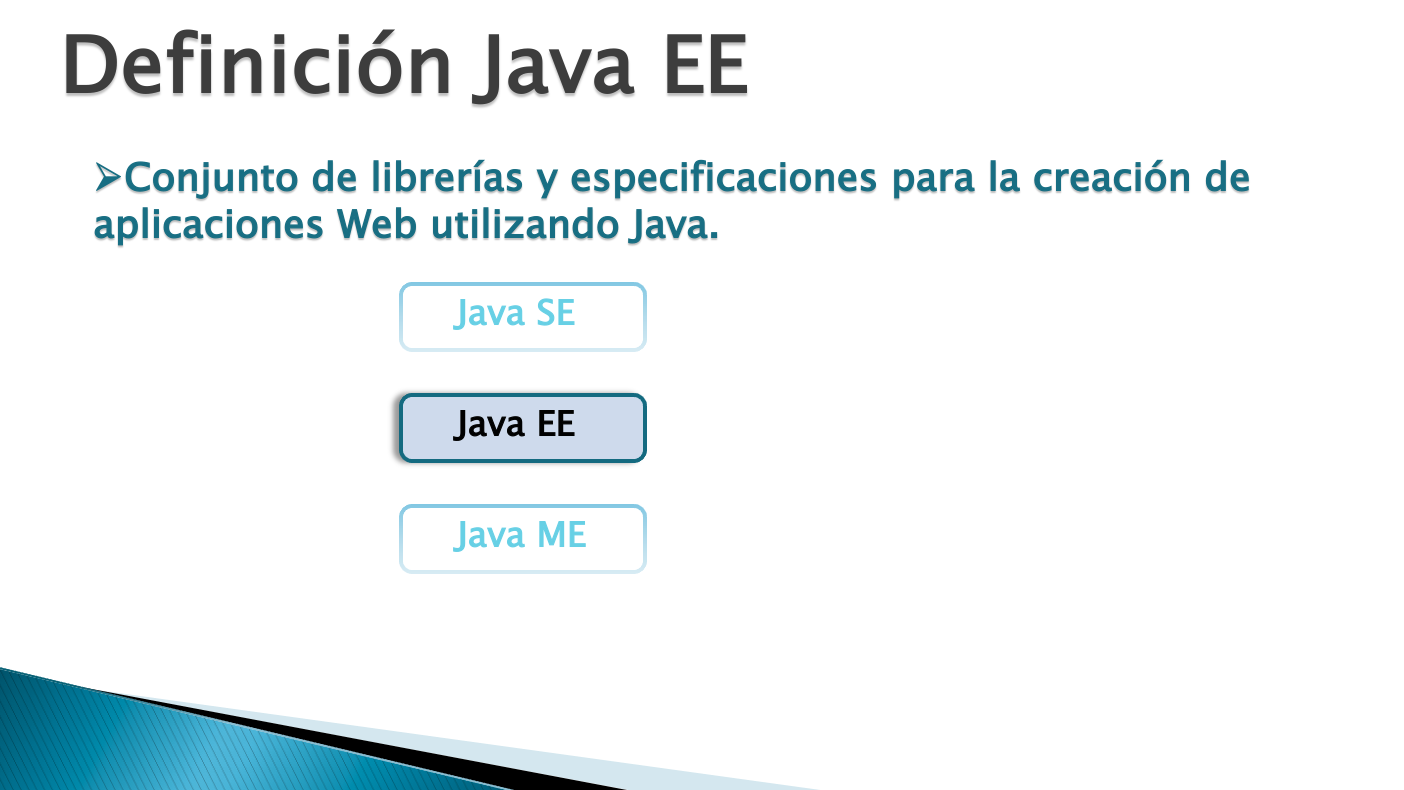 Definición Java EE
➢Conjunto de librerías y especificaciones para la creación de
aplicaciones Web utilizando Java.
Java SE
Java EE
Java ME